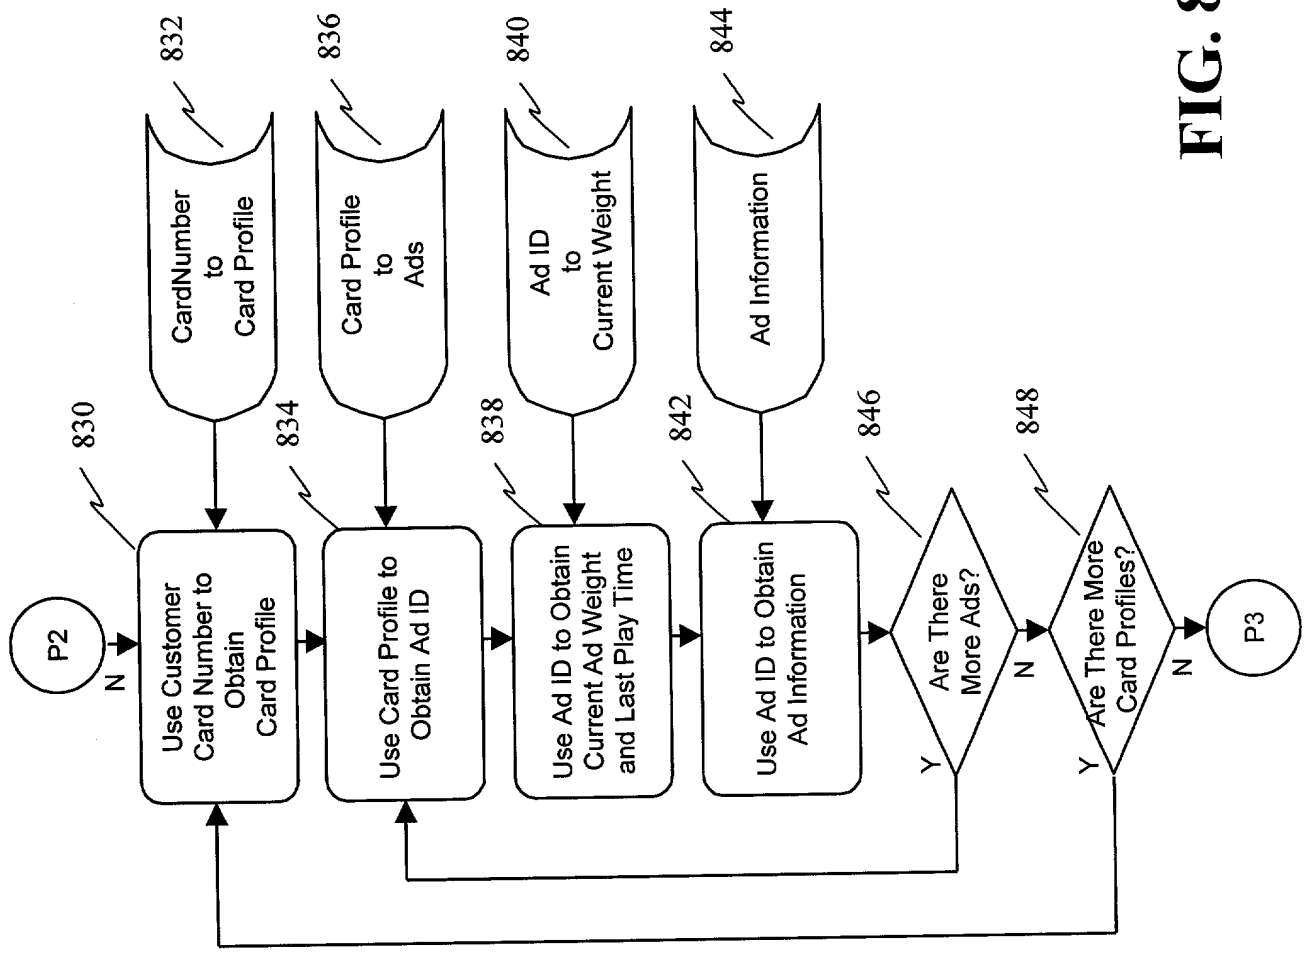 P2
N
830
Use Customer
Card Number to
Obtain
Card Profile
832
CardNumber
to
Card Profile
834
Use Card Profile to
Obtain Ad ID
836
Card Profile
to
Ads
838
Use Ad ID to Obtain
Current Ad Weight
and Last Play Time
840
Ad ID
to
Current Weight
842
Use Ad ID to Obtain
Ad Information
844
Ad Information
846
Are There
More Ads?
Y
N
848
Are There More
Card Profiles?
Y
N
P3
FIG. 8